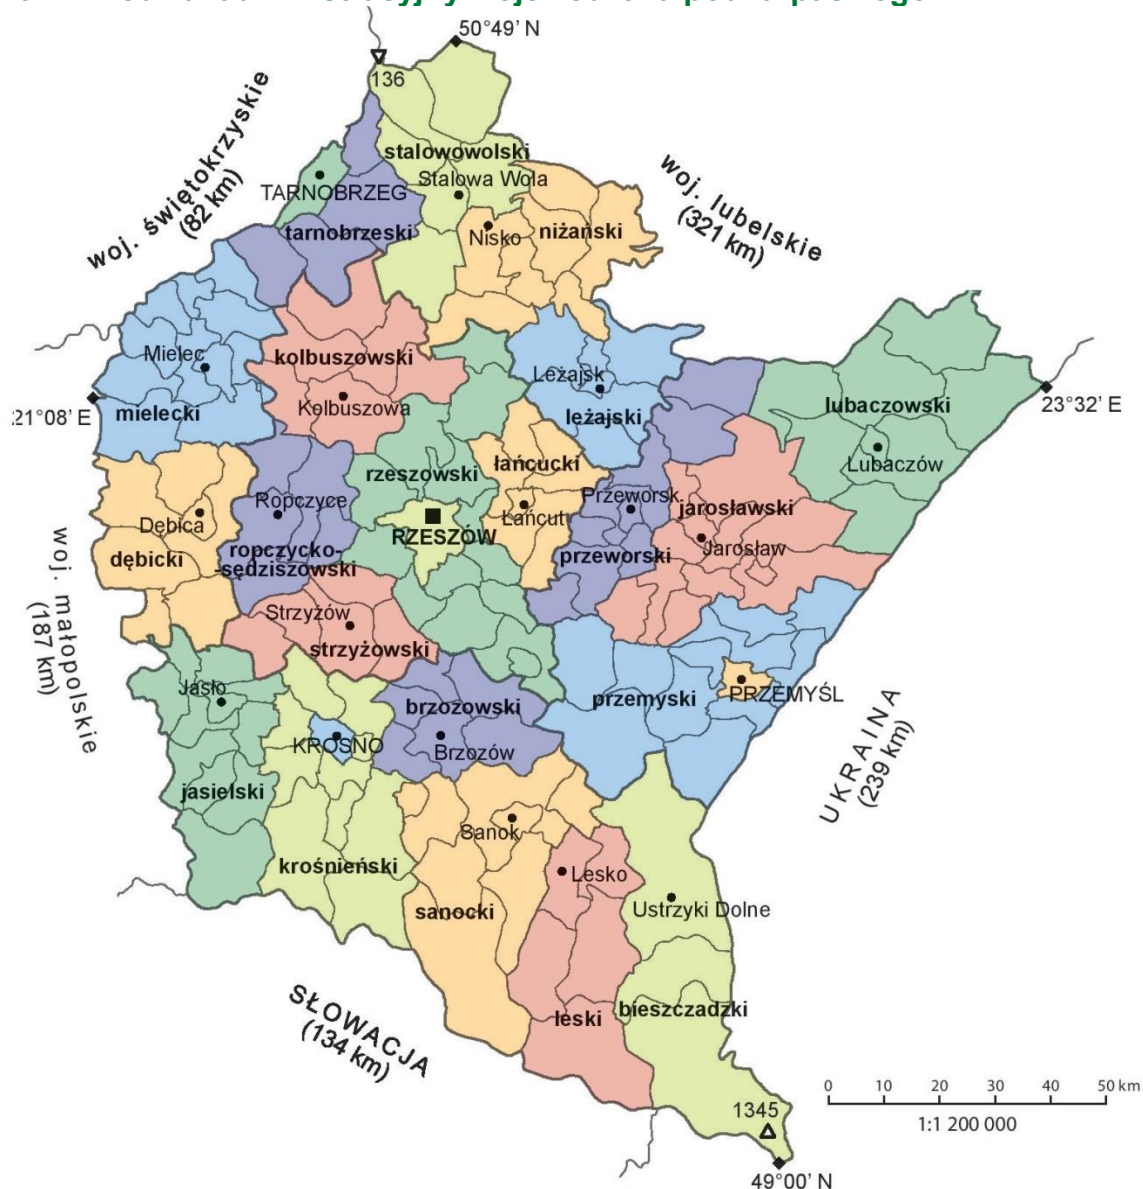 50°49' N
136
woj. świętokrzyskie
(82 km)
stalowowolski
Stalowa Wola
TARNOBRZEG
tarnobrzeski
Nisko
niżański
woj. lubelskie
(321 km)
Mielec
mielecki
21°08' E
kolbuszowski
Kolbuszowa
Leżajsk
leżajski
lubaczowski
Lubaczów
23°32' E
rzeszowski
RZESZÓW
łańcucki
Łańcut
Przeworsk
przeworski
jarosławski
Jarosław
Ropczyce
ropczycko-
-sędziszowski
Dębica
dębicki
woj. małopolskie
(187 km)
Strzyżów
strzyżowski
Jasło
jasielski
KROSNO
krośnieński
brzozowski
Brzozów
przemyski
PRZEMYŚL
UKRAINA
(239 km)
Sanok
sanocki
Lesko
leski
Ustrzyki Dolne
bieszczadzki
SŁOWACJA
(134 km)
0 10 20 30 40 50 km
1:1 200 000
1345
49°00' N